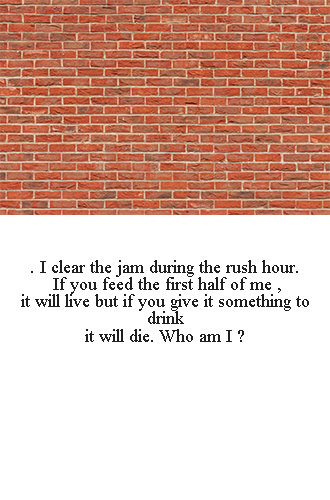 . I clear the jam during the rush hour.
If you feed the first half of me ,
it will live but if you give it something to
drink
it will die. Who am I ?